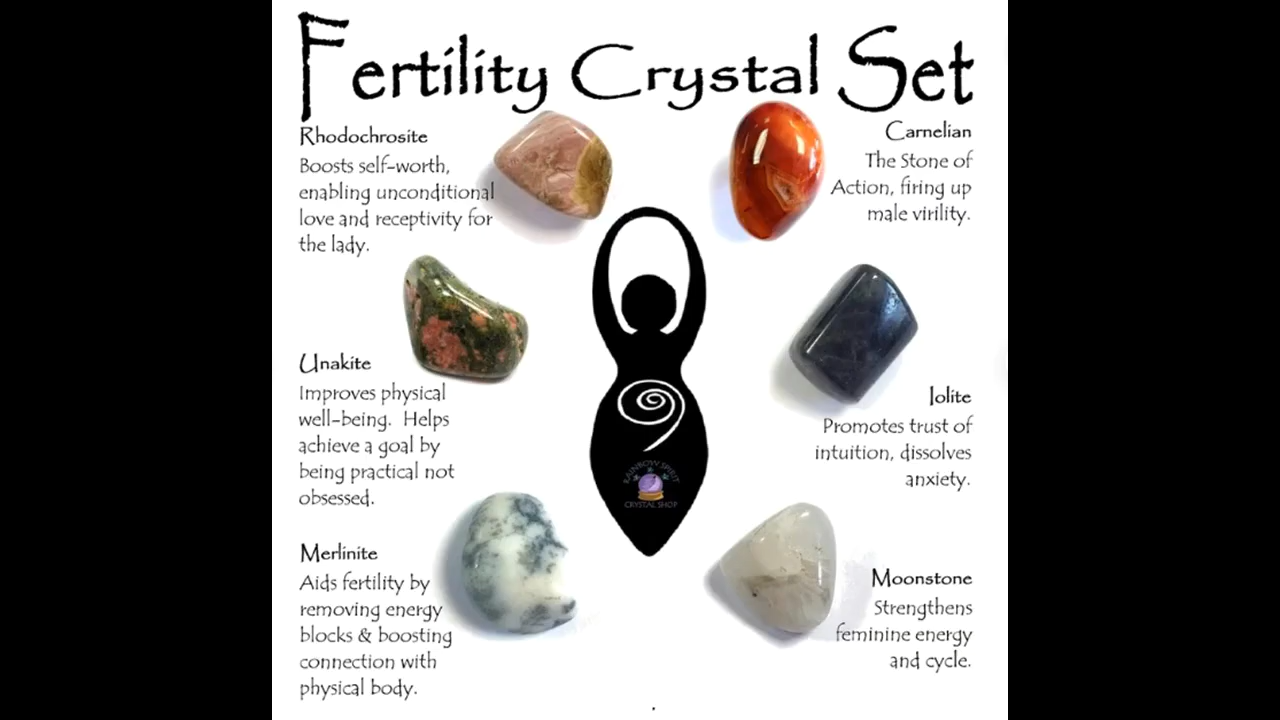 Fertility Crystal Set
Rhodochrosite
Boosts self-worth,
enabling unconditional
love and receptivity for
the lady.
Carnelian
The Stone of
Action, firing up
male virility.
Unakite
Improves physical
well-being. Helps
achieve a goal by
being practical not
obsessed.
Iolite
Promotes trust of
intuition, dissolves
anxiety.
RAINBOW SPIRIT
CRYSTAL SHOP
Merlinite
Aids fertility by
removing energy
blocks & boosting
connection with
physical body.
Moonstone
Strengthens
feminine energy
and cycle.